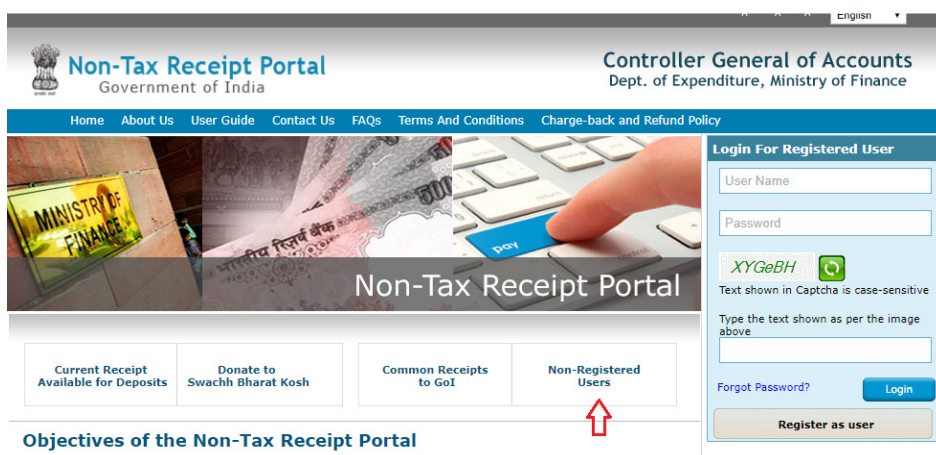 English
Non-Tax Receipt Portal
Government of India
Controller General of Accounts
Dept. of Expenditure, Ministry of Finance
Home About Us User Guide Contact Us FAQs Terms And Conditions Charge-back and Refund Policy
MINISTRY OF
FINANCE
भारतीय रिज़र्व बैंक
500
pay
control
Non-Tax Receipt Portal
Login For Registered User
User Name
Password
XYGeBH
Text shown in Captcha is case-sensitive
Type the text shown as per the image
above
Forgot Password?
Login
Register as user
Current Receipt
Available for Deposits
Donate to
Swachh Bharat Kosh
Common Receipts
to GoI
Non-Registered
Users
Objectives of the Non-Tax Receipt Portal